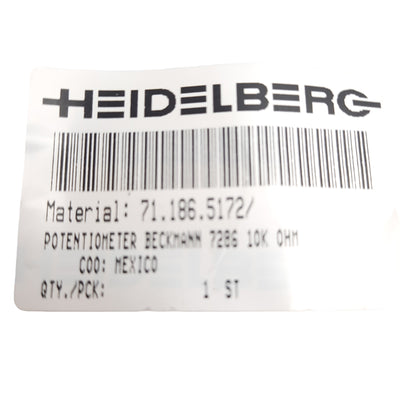 HEIDELBERG
Material: 71.186.5172/
POTENTIOMETER BECKMANN 7286 10K OHM
COO: MEXICO
QTY./PCK: 1 ST